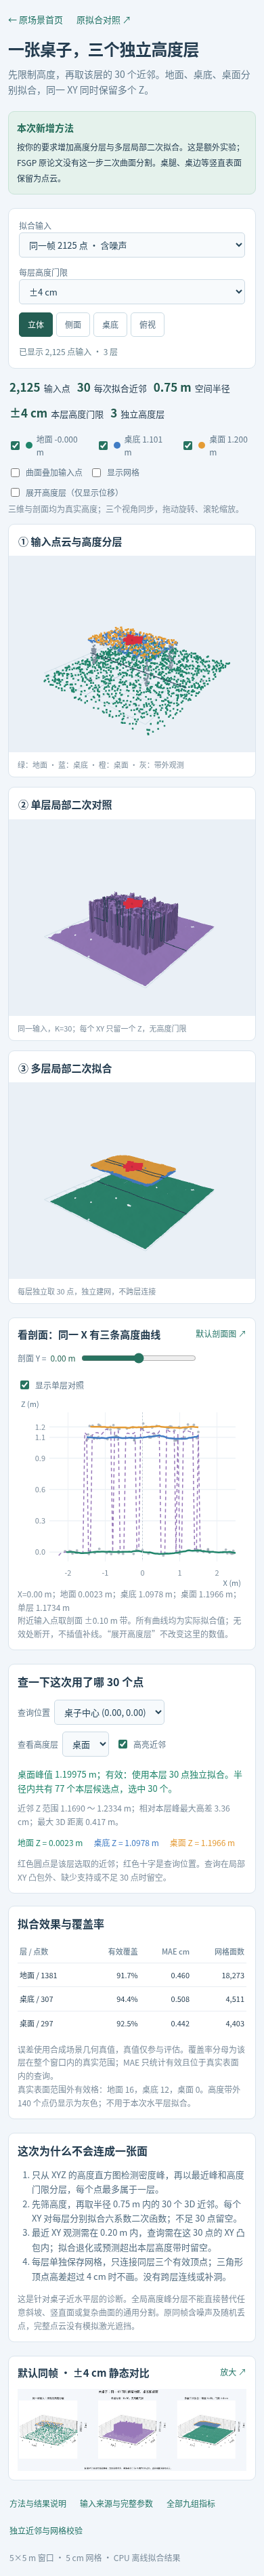 ← 原场景首页 原拟合对照 ↗
一张桌子，三个独立高度层
先限制高度，再取该层的 30 个近邻。地面、桌底、桌面分
别拟合，同一 XY 同时保留多个 Z。
本次新增方法
按你的要求增加高度分层与多层局部二次拟合。这是额外实验；
FSGP 原论文没有这一步二次曲面分割。桌腿、桌边等竖直表面
保留为点云。
拟合输入
同一帧 2125 点 · 含噪声
每层高度门限
±4 cm
立体 侧面 桌底 俯视
已显示 2,125 点输入 · 3 层
2,125 输入点 30 每次拟合近邻 0.75 m 空间半径
±4 cm 本层高度门限 3 独立高度层
地面 -0.000 m
桌底 1.101 m
桌面 1.200 m
曲面叠加输入点 显示网格
展开高度层（仅显示位移）
三维与剖面均为真实高度；三个视角同步，拖动旋转、滚轮缩放。
① 输入点云与高度分层
绿：地面 · 蓝：桌底 · 橙：桌面 · 灰：带外观测
② 单层局部二次对照
同一输入，K=30；每个 XY 只留一个 Z，无高度门限
③ 多层局部二次拟合
每层独立取 30 点，独立建网，不跨层连接
看剖面：同一 X 有三条高度曲线 默认剖面图 ↗
剖面 Y = 0.00 m
显示单层对照
Z (m)
1.2
1.1
0.9
0.6
0.3
0.0
-2 -1 0 1 2
X (m)
X=0.00 m；地面 0.0023 m；桌底 1.0978 m；桌面 1.1966 m；
单层 1.1734 m
附近输入点取剖面 ±0.10 m 带。所有曲线均为实际拟合值；无
效处断开，不插值补线。“展开高度层”不改变这里的数值。
查一下这次用了哪 30 个点
查询位置 桌子中心 (0.00, 0.00)
查看高度层 桌面 高亮近邻
桌面峰值 1.19975 m；有效：使用本层 30 点独立拟合。半
径内共有 77 个本层候选点，选中 30 个。
近邻 Z 范围 1.1690 ～ 1.2334 m；相对本层峰最大高差 3.36
cm；最大 3D 距离 0.417 m。
地面 Z = 0.0023 m 桌底 Z = 1.0978 m 桌面 Z = 1.1966 m
红色圆点是该层选取的近邻；红色十字是查询位置。查询在局部
XY 凸包外、缺少支持或不足 30 点时留空。
拟合效果与覆盖率
层 / 点数 有效覆盖 MAE cm 网格面数
地面 / 1381 91.7% 0.460 18,273
桌底 / 307 94.4% 0.508 4,511
桌面 / 297 92.5% 0.442 4,403
误差使用合成场景几何真值，真值仅参与评估。覆盖率分母为该
层在整个窗口内的真实范围；MAE 只统计有效且位于真实表面
内的查询。
真实表面范围外有效格：地面 16，桌底 12，桌面 0。高度带外
140 个点仍显示为灰色；不用于本次水平层拟合。
这次为什么不会连成一张面
1. 只从 XYZ 的高度直方图检测密度峰，再以最近峰和高度
门限分层，每个点最多属于一层。
2. 先筛高度，再取半径 0.75 m 内的 30 个 3D 近邻。每个
XY 对每层分别拟合六系数二次函数；不足 30 点留空。
3. 最近 XY 观测需在 0.20 m 内，查询需在这 30 点的 XY 凸
包内；拟合退化或预测超出本层高度带时留空。
4. 每层单独保存网格，只连接同层三个有效顶点；三角形
顶点高差超过 4 cm 时不画。没有跨层连线或补洞。
这是针对桌子近水平层的诊断。全局高度峰分层不能直接替代任
意斜坡、竖直面或复杂曲面的通用分割。原同帧含噪声及随机丢
点，完整点云没有模拟激光遮挡。
默认同帧 · ±4 cm 静态对比 放大 ↗
方法与结果说明 输入来源与完整参数 全部九组指标
独立近邻与网格校验
5×5 m 窗口 · 5 cm 网格 · CPU 离线拟合结果